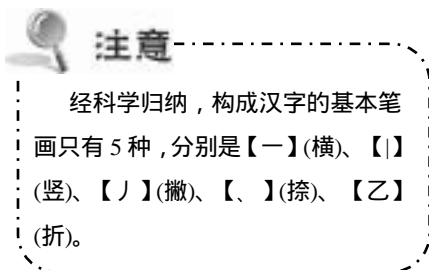 注意
经科学归纳，构成汉字的基本笔
画只有 5 种，分别是【一】(横)、【|】
(竖)、【丿】(撇)、【、】(捺)、【乙】
(折)。